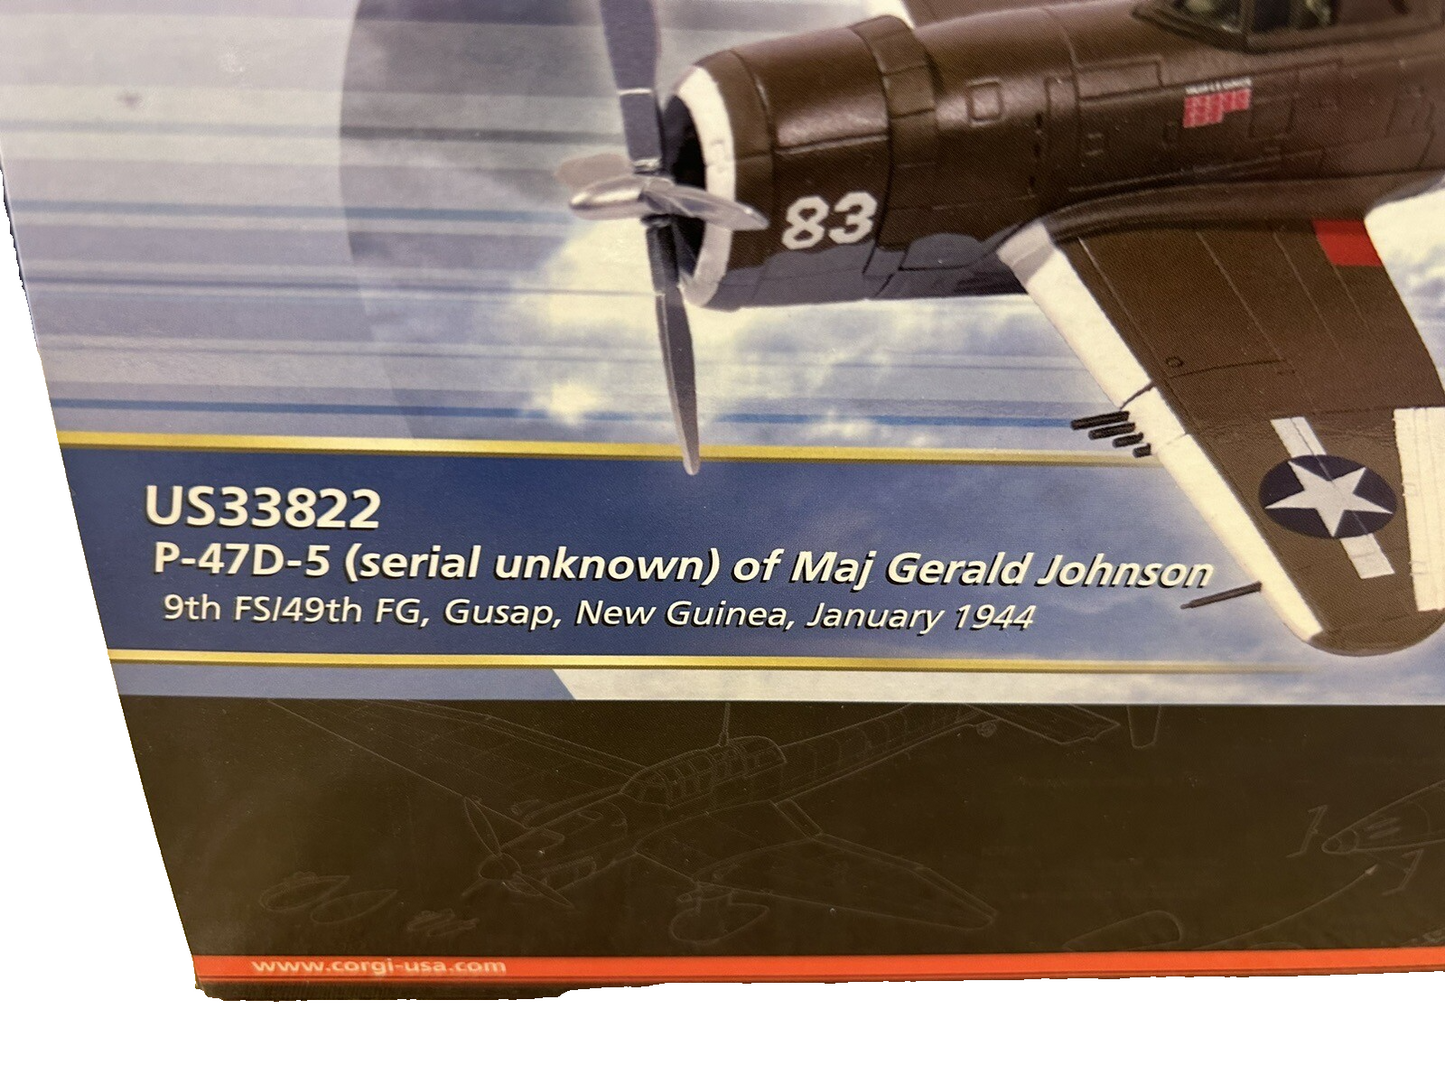 83
US33822
P-47D-5 (serial unknown) of Maj Gerald Johnson
9th FS/49th FG, Gusap, New Guinea, January 1944
www.corgi-usa.com